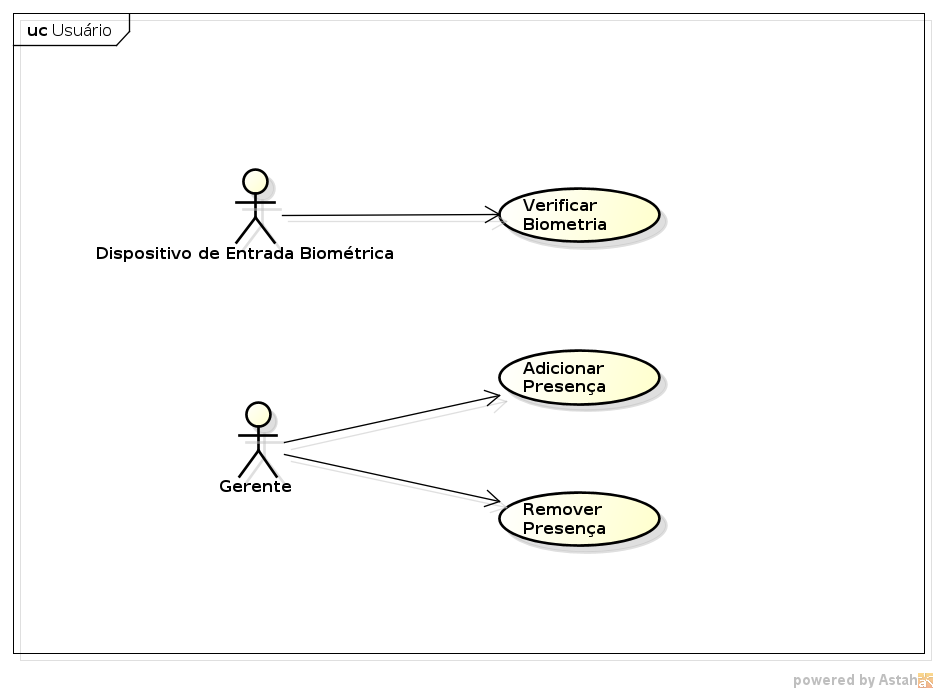 uc Usuário
Verificar
Biometria
Dispositivo de Entrada Biométrica
Adicionar
Presença
Gerente
Remover
Presença
powered by Astah